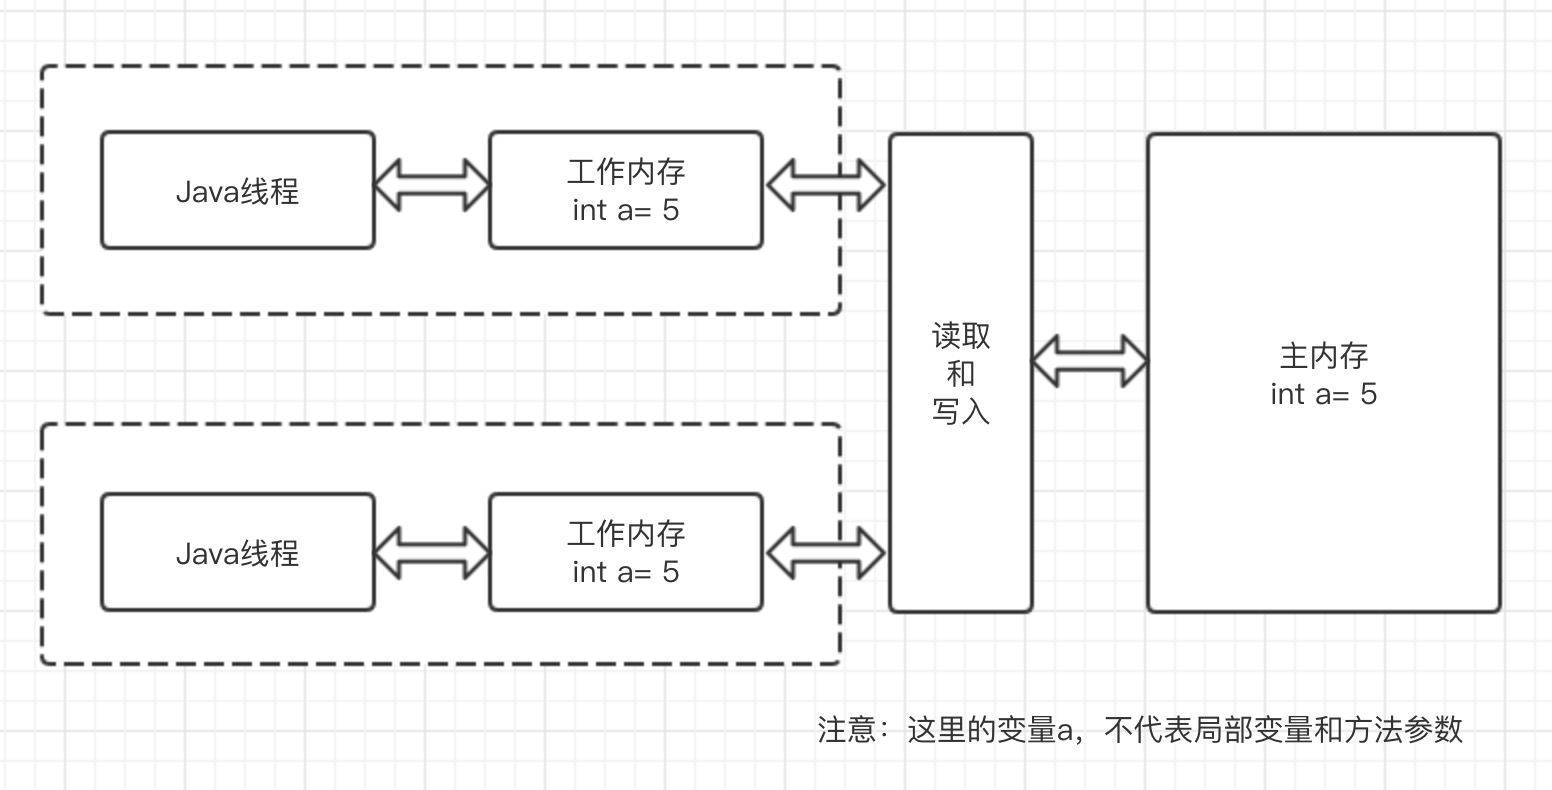 Java线程
工作内存
int a= 5
Java线程
工作内存
int a= 5
读取
和
写入
主内存
int a= 5
注意：这里的变量a，不代表局部变量和方法参数